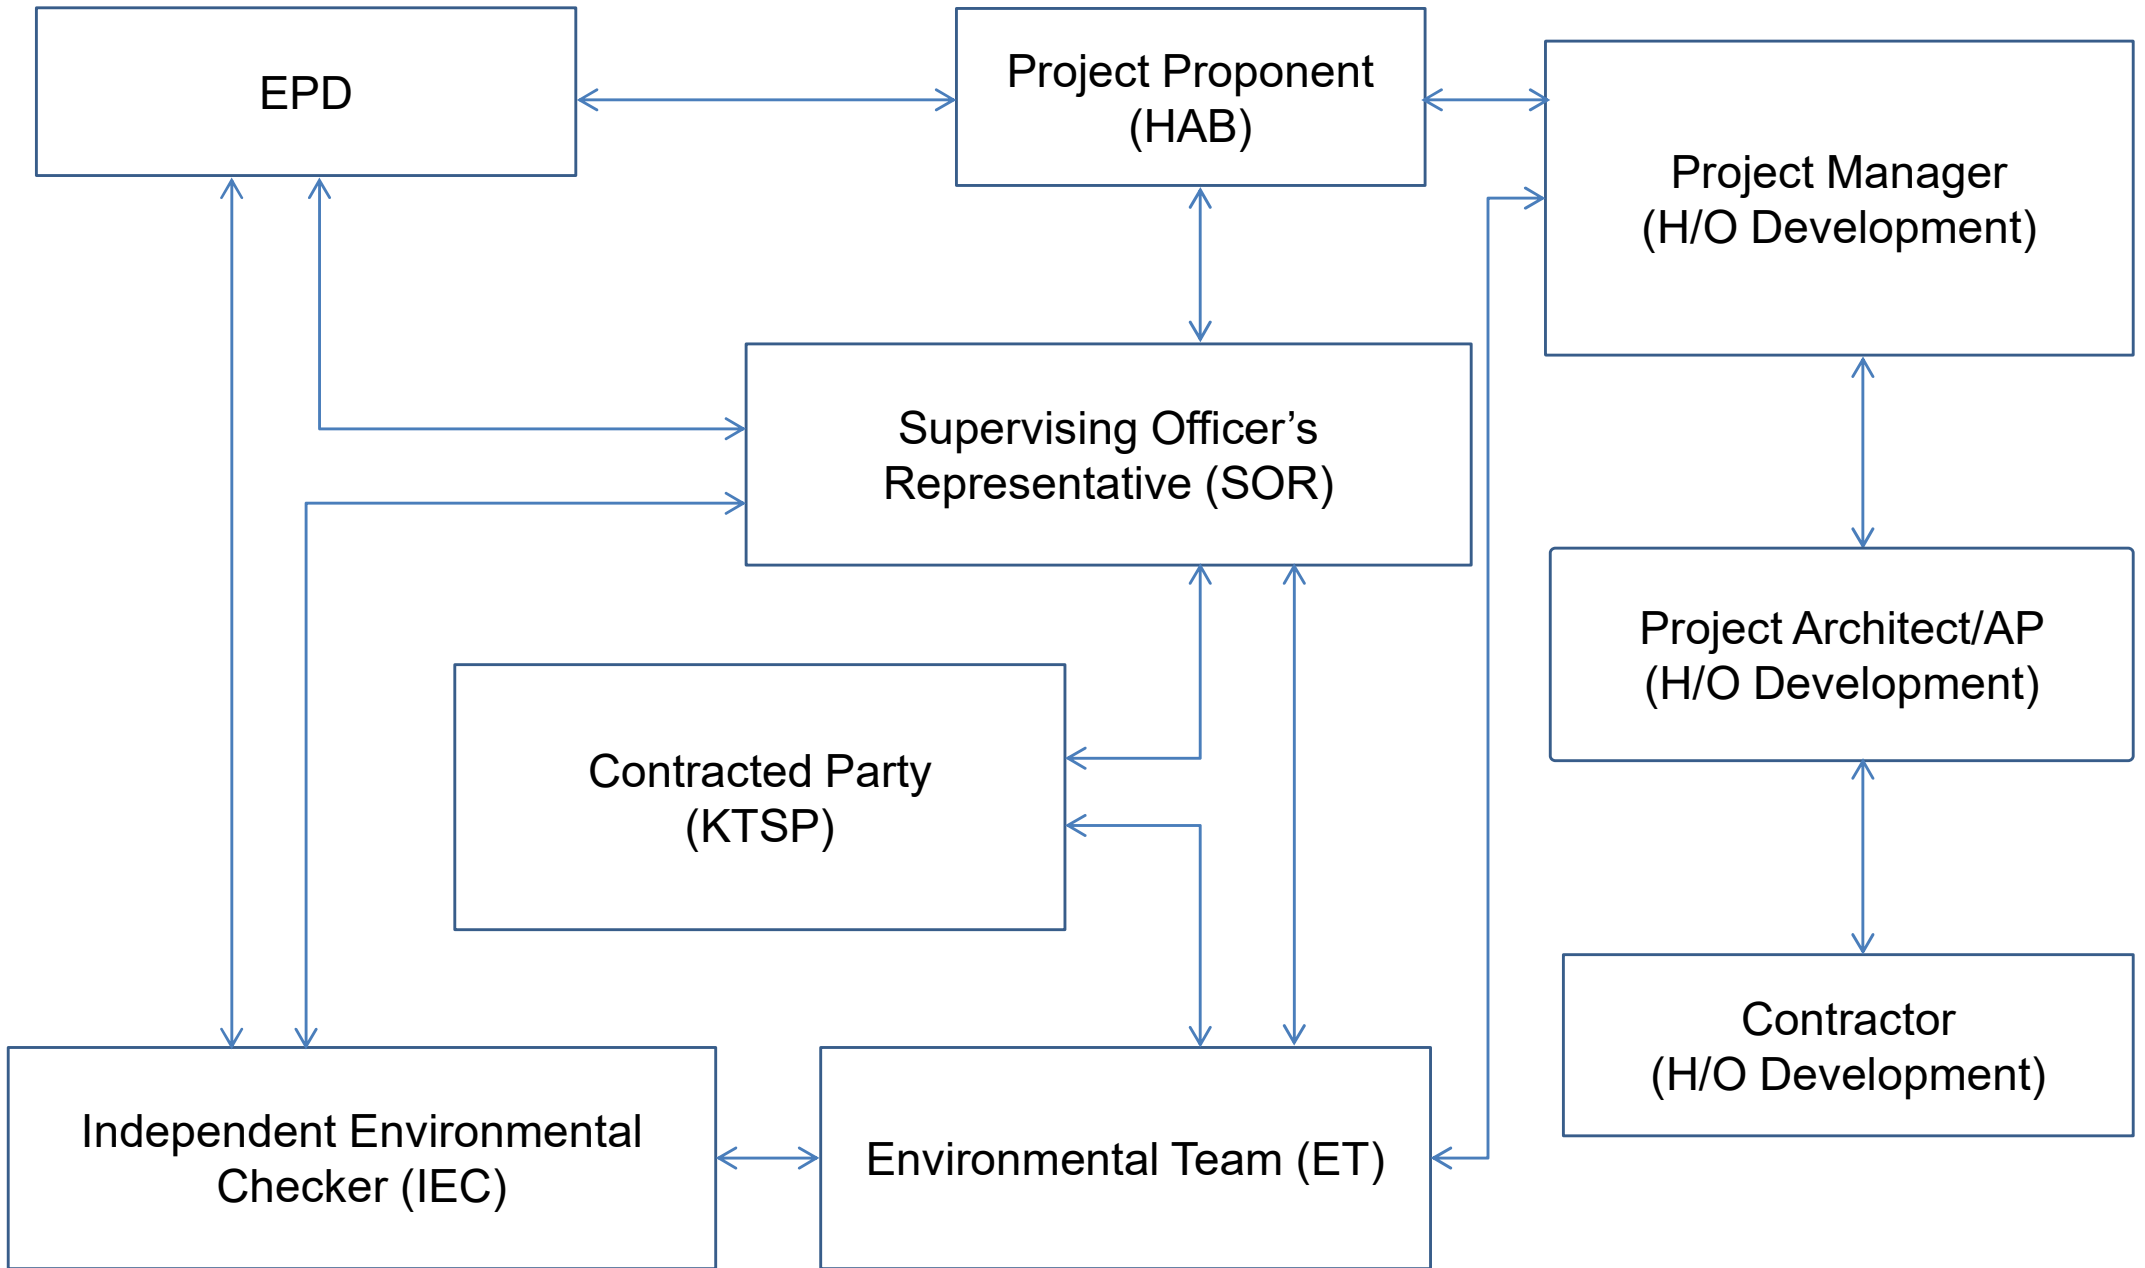 EPD
Project Proponent
(HAB)
Project Manager
(H/O Development)
Supervising Officer’s
Representative (SOR)
Project Architect/AP
(H/O Development)
Contracted Party
(KTSP)
Contractor
(H/O Development)
Independent Environmental
Checker (IEC)
Environmental Team (ET)